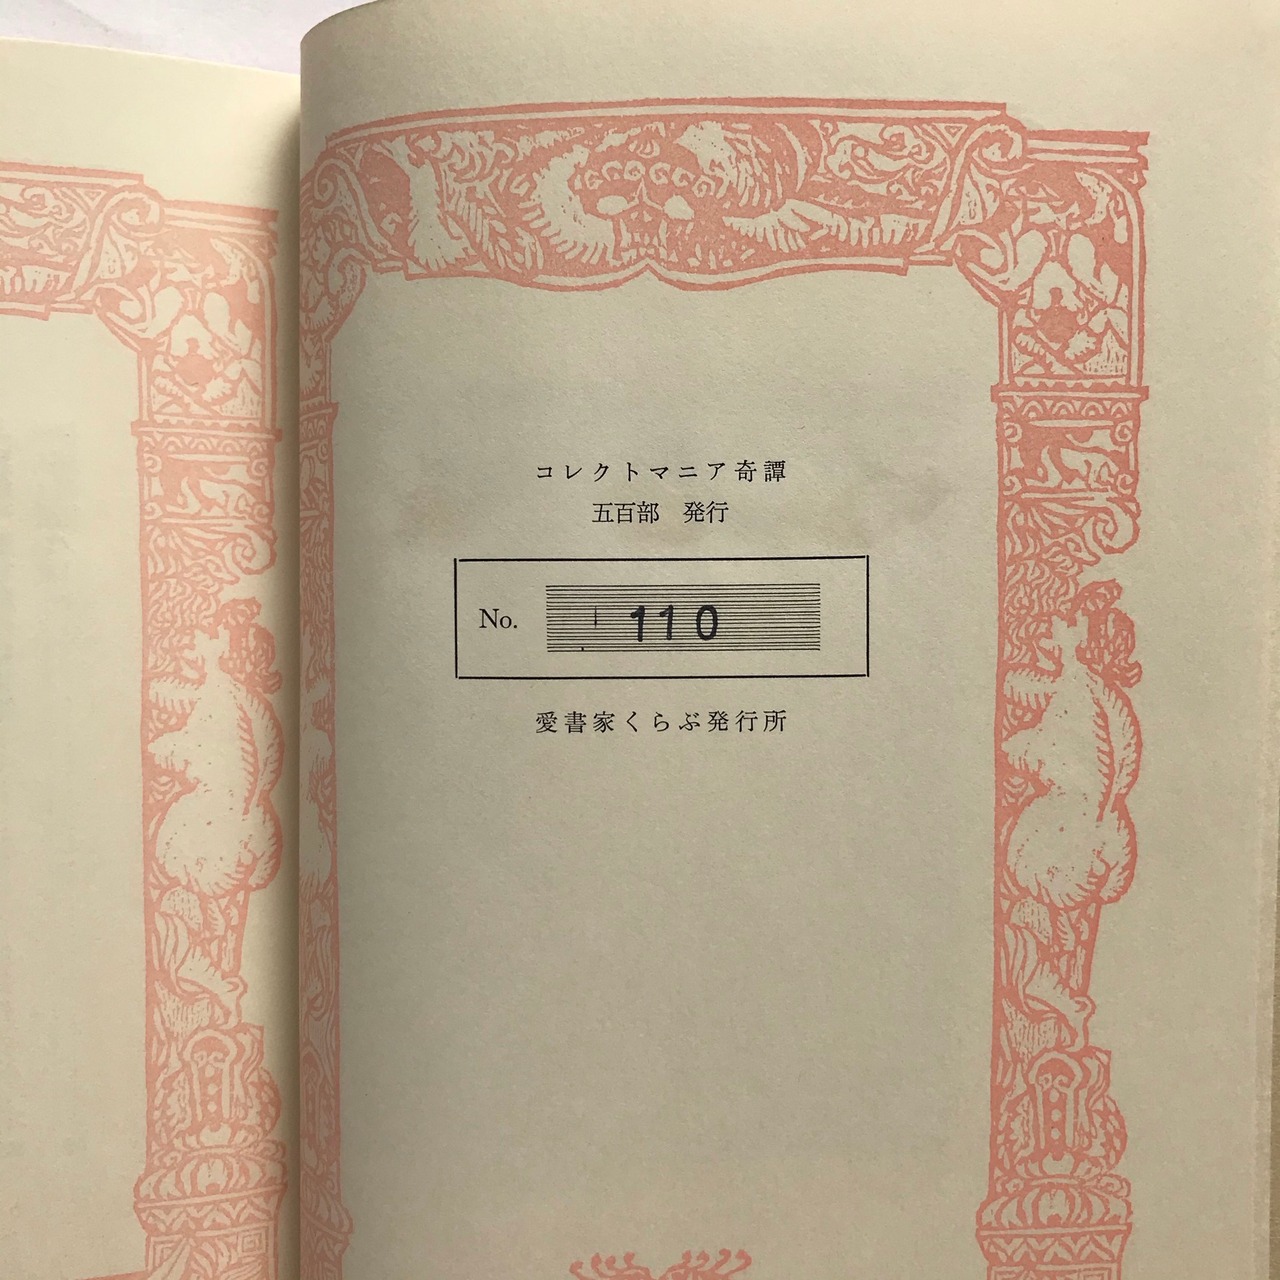 コレクトマニア奇譚
五百部　発行
No. 110
愛書家くらぶ発行所